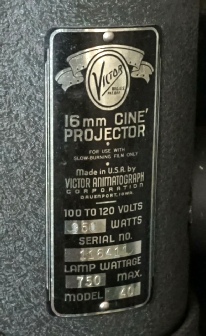 VICTOR
16mm CINE'
PROJECTOR
FOR USE WITH
SLOW-BURNING FILM ONLY
Made in U.S.A. by
VICTOR ANIMATOGRAPH
CORPORATION
DAVENPORT, IOWA
100 TO 120 VOLTS
WATTS
SERIAL NO.
LAMP WATTAGE
750 MAX.
MODEL 40